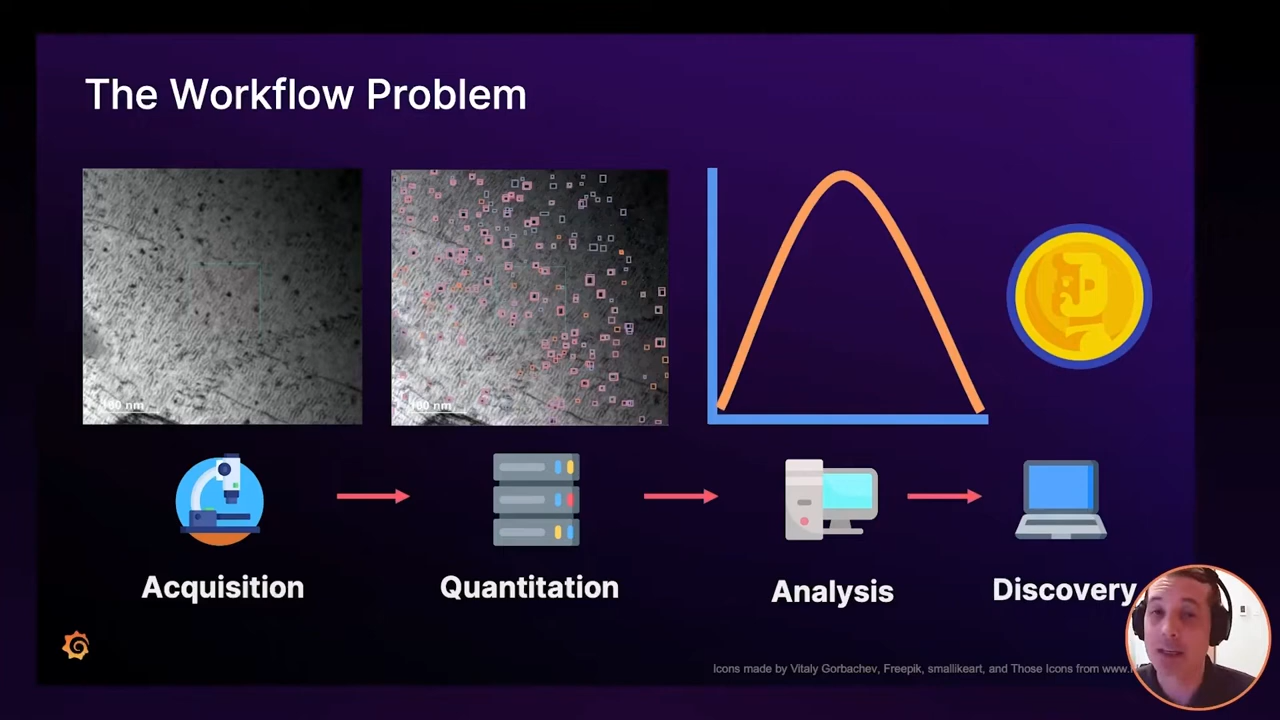 The Workflow Problem
100 nm
100 nm
Acquisition
Quantitation
Analysis
Discovery
Icons made by Vitaly Gorbachev, Freepik, smallikeart, and Those Icons from